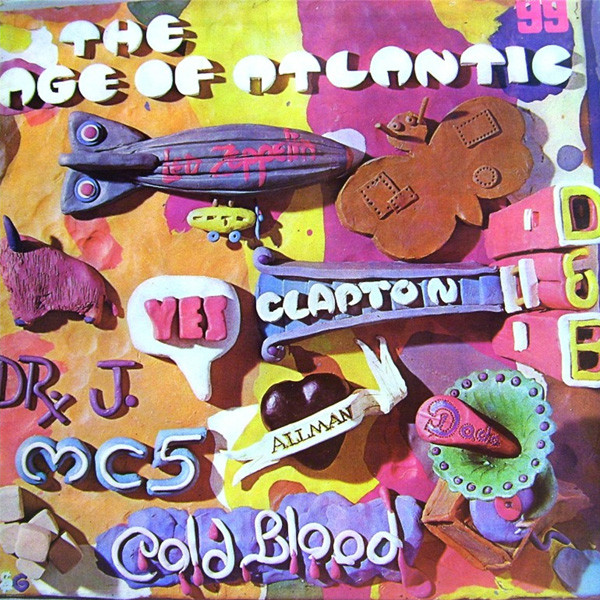 99
THE
AGE OF ATLANTIC
Led Zeppelin
D
&
B
YES
CLAPTON
DR. J.
ALLMAN
Dada
MC5
Cold Blood